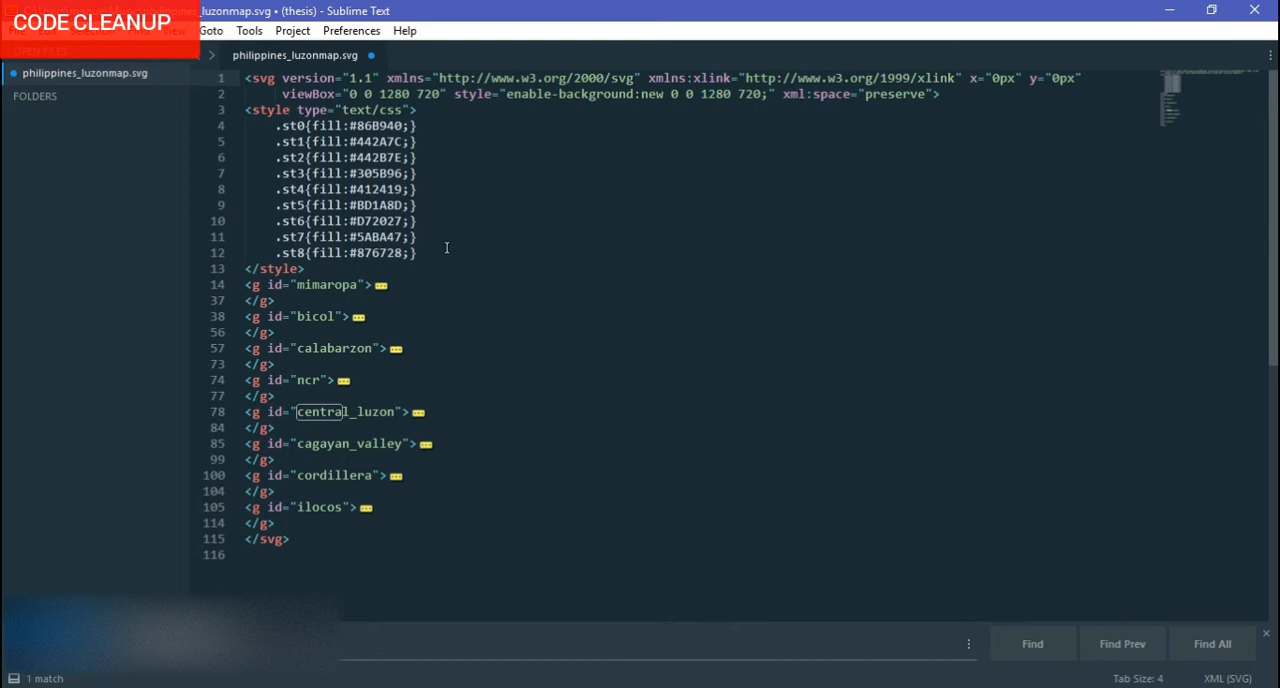 philippines_luzonmap.svg • (thesis) - Sublime Text
CODE CLEANUP
Goto Tools Project Preferences Help
OPEN FILES
philippines_luzonmap.svg
philippines_luzonmap.svg
FOLDERS
1 <svg version="1.1" xmlns="http://www.w3.org/2000/svg" xmlns:xlink="http://www.w3.org/1999/xlink" x="0px" y="0px"
2 viewBox="0 0 1280 720" style="enable-background:new 0 0 1280 720;" xml:space="preserve">
3 <style type="text/css">
4 .st0{fill:#86B940;}
5 .st1{fill:#442A7C;}
6 .st2{fill:#442B7E;}
7 .st3{fill:#305B96;}
8 .st4{fill:#412419;}
9 .st5{fill:#BD1A8D;}
10 .st6{fill:#D72027;}
11 .st7{fill:#5ABA47;}
12 .st8{fill:#876728;}
13 </style>
14 <g id="mimaropa">
37 </g>
38 <g id="bicol">
56 </g>
57 <g id="calabarzon">
73 </g>
74 <g id="ncr">
77 </g>
78 <g id="central_luzon">
84 </g>
85 <g id="cagayan_valley">
99 </g>
100 <g id="cordillera">
104 </g>
105 <g id="ilocos">
114 </g>
115 </svg>
116
Find Find Prev Find All
1 match Tab Size: 4 XML (SVG)